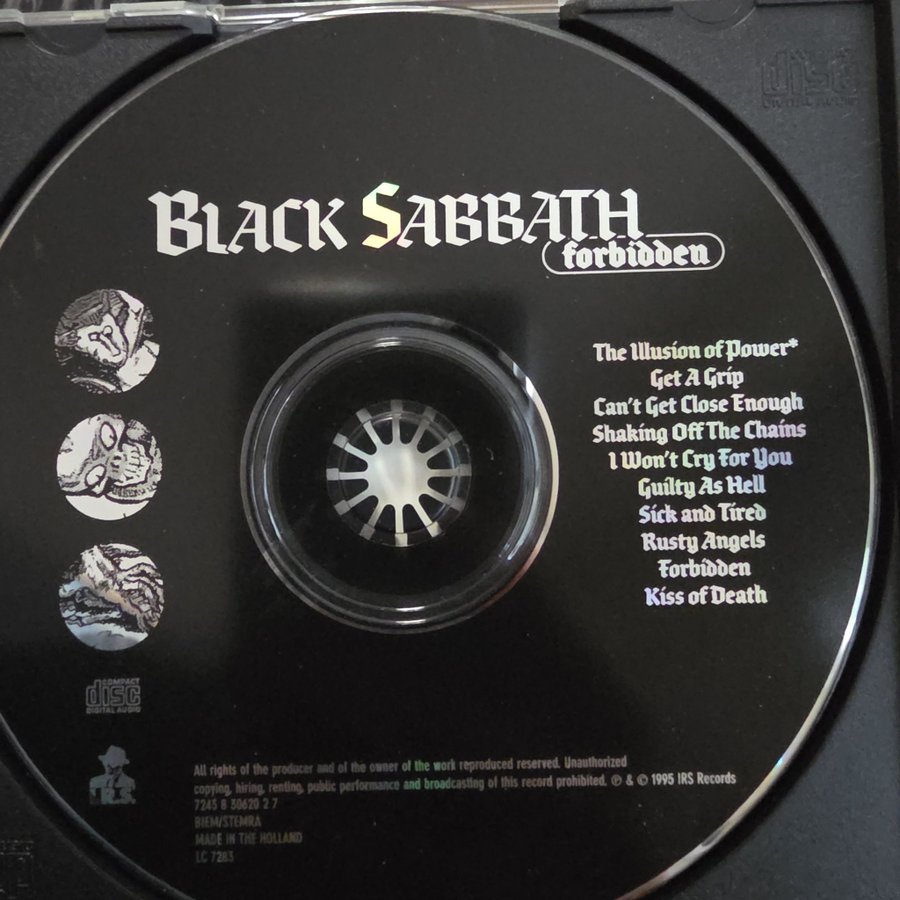 disc
DIGITAL AUDIO
BLACK SABBATH
forbidden
The Illusion of Power*
Get A Grip
Can't Get Close Enough
Shaking Off The Chains
I Won't Cry For You
Guilty As Hell
Sick and Tired
Rusty Angels
Forbidden
Kiss of Death
COMPACT
disc
DIGITAL AUDIO
I.R.S.
All rights of the producer and of the owner of the work reproduced reserved. Unauthorized
copying, hiring, renting, public performance and broadcasting of this record prohibited. ℗ & © 1995 IRS Records
7243 8 30620 2 7
BIEM/STEMRA
MADE IN THE HOLLAND
LC 7283